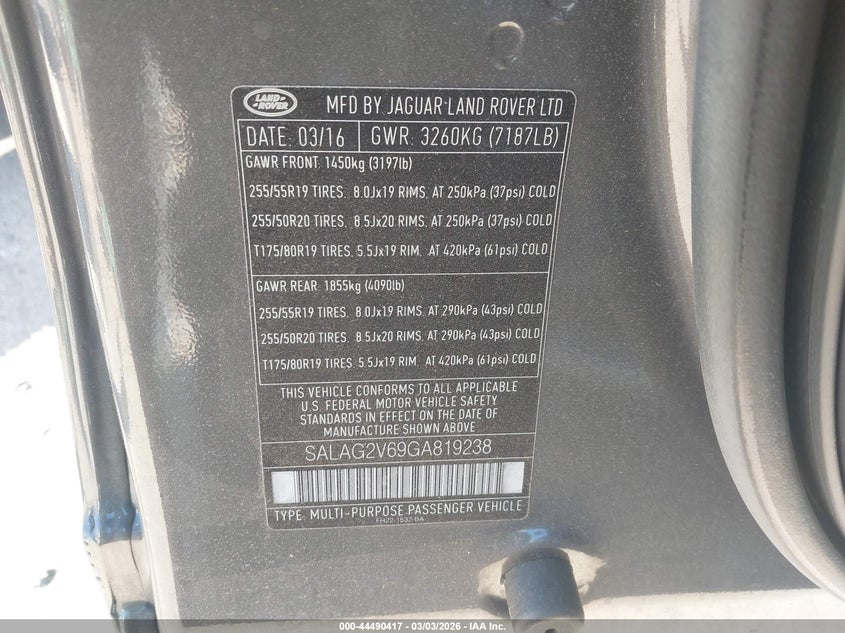 LAND-
-ROVER
MFD BY JAGUAR LAND ROVER LTD
DATE: 03/16 GWR: 3260KG (7187LB)
GAWR FRONT: 1450kg (3197lb)
255/55R19 TIRES. 8.0Jx19 RIMS. AT 250kPa (37psi) COLD
255/50R20 TIRES. 8.5Jx20 RIMS. AT 250kPa (37psi) COLD
T175/80R19 TIRES. 5.5Jx19 RIM. AT 420kPa (61psi) COLD
GAWR REAR: 1855kg (4090lb)
255/55R19 TIRES. 8.0Jx19 RIMS. AT 290kPa (43psi) COLD
255/50R20 TIRES. 8.5Jx20 RIMS. AT 290kPa (43psi) COLD
T175/80R19 TIRES. 5.5Jx19 RIM. AT 420kPa (61psi) COLD
THIS VEHICLE CONFORMS TO ALL APPLICABLE
U.S. FEDERAL MOTOR VEHICLE SAFETY
STANDARDS IN EFFECT ON THE DATE OF
MANUFACTURE SHOWN ABOVE
SALAG2V69GA819238
TYPE: MULTI-PURPOSE PASSENGER VEHICLE
FH22-1532-BA
000-44490417 - 03/03/2026 - IAA Inc.